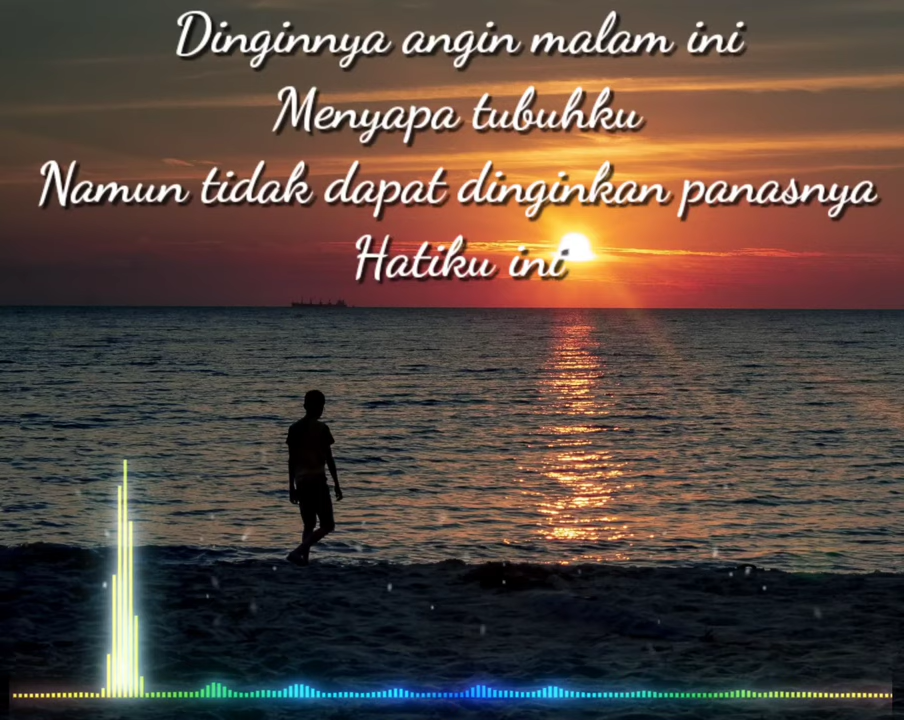 Dinginnya angin malam ini
Menyapa tubuhku
Namun tidak dapat dinginkan panasnya
Hatiku ini